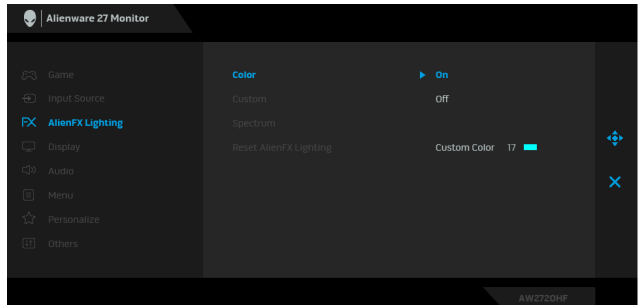 Alienware 27 Monitor
Game
Input Source
FX AlienFX Lighting
Display
Audio
Menu
Personalize
Others
Color
Custom
Spectrum
Reset AlienFX Lighting
On
Off
Custom Color 17
AW2720HF